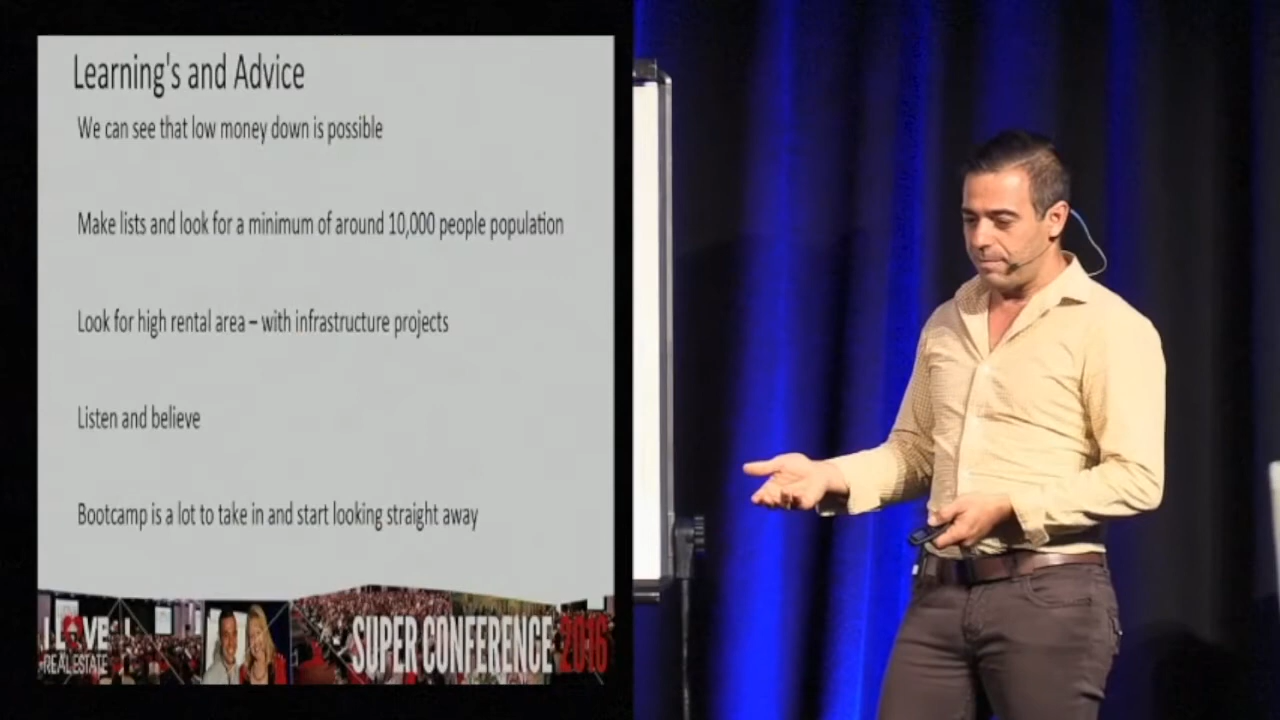 Learning's and Advice
We can see that low money down is possible
Make lists and look for a minimum of around 10,000 people population
Look for high rental area – with infrastructure projects
Listen and believe
Bootcamp is a lot to take in and start looking straight away
I LOVE
REAL ESTATE
SUPER CONFERENCE 2016